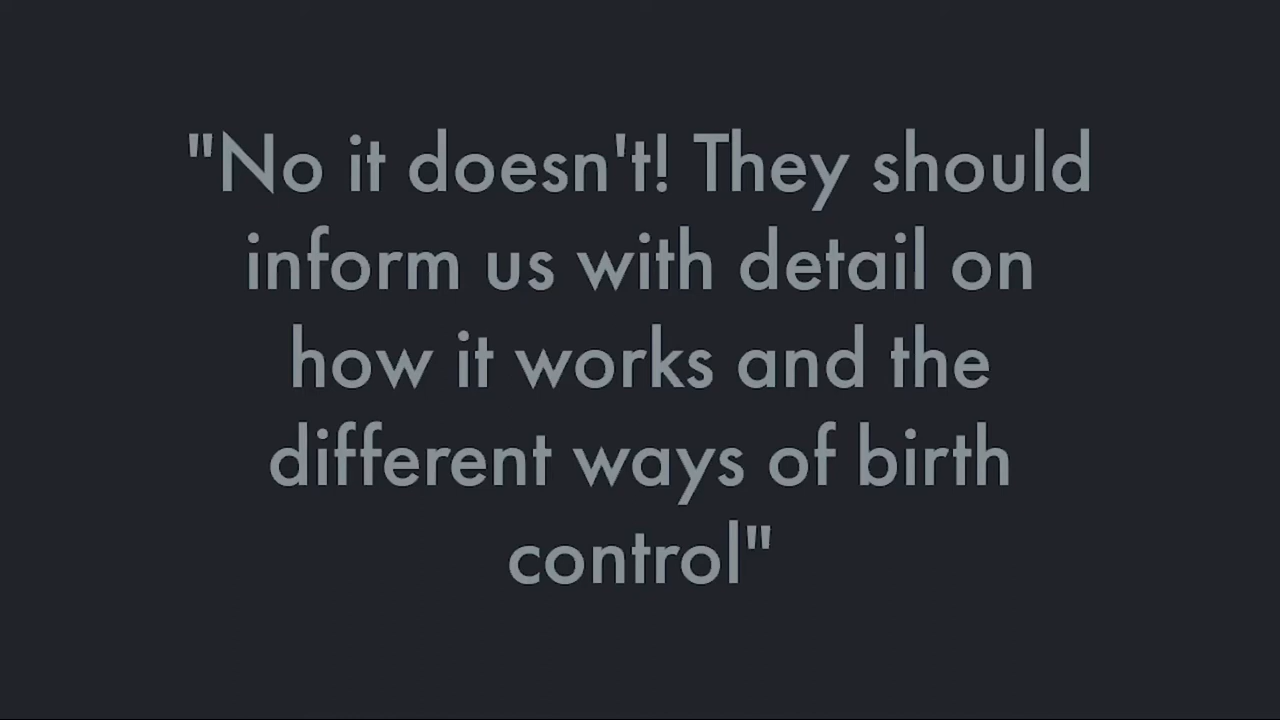 "No it doesn't! They should
inform us with detail on
how it works and the
different ways of birth
control"